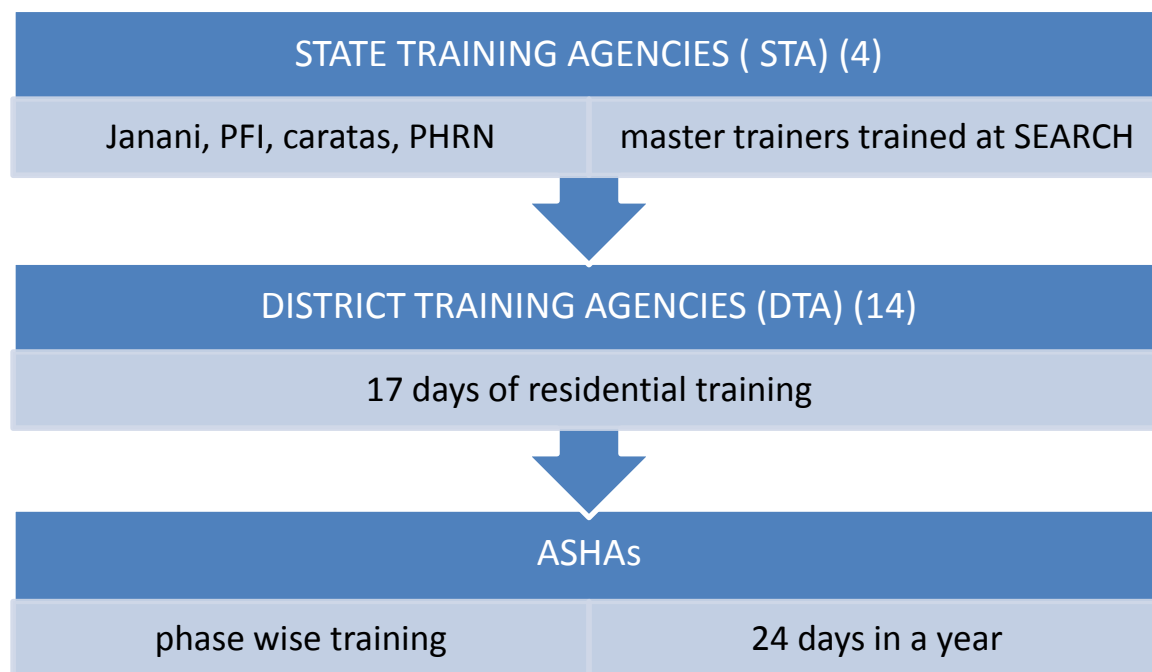 STATE TRAINING AGENCIES ( STA) (4)
Janani, PFI, caratas, PHRN
master trainers trained at SEARCH
DISTRICT TRAINING AGENCIES (DTA) (14)
17 days of residential training
ASHAs
phase wise training
24 days in a year